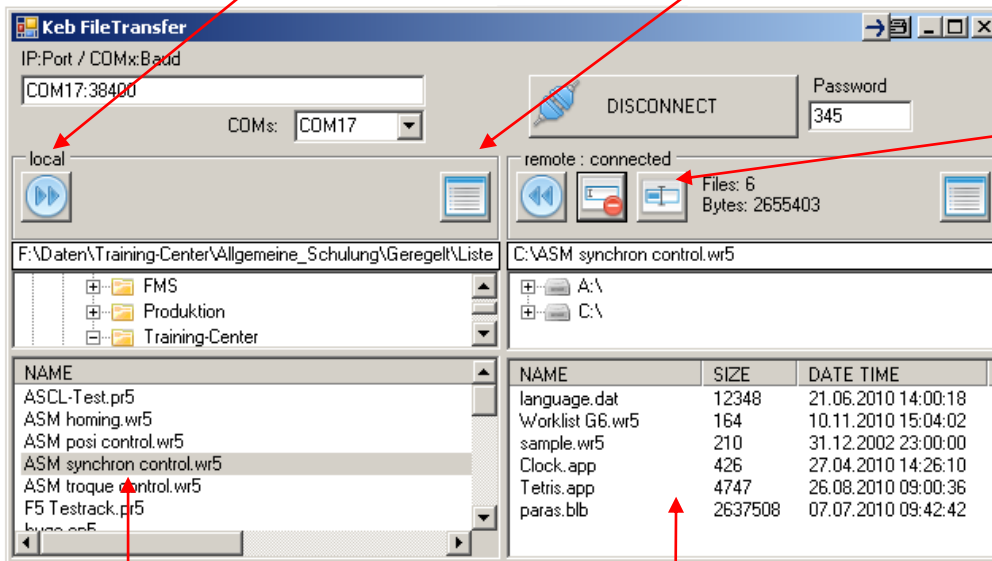 Keb FileTransfer
IP:Port / COMx:Baud
COM17:38400
COMs: COM17
DISCONNECT
Password
345
local
remote : connected
Files: 6
Bytes: 2655403
F:\Daten\Training-Center\Allgemeine_Schulung\Geregelt\Liste
C:\ASM synchron control.wr5
FMS
Produktion
Training-Center
A:\
C:\
NAME
ASCL-Test.pr5
ASM homing.wr5
ASM posi control.wr5
ASM synchron control.wr5
ASM troque control.wr5
F5 Testrack.pr5
NAME SIZE DATE TIME
language.dat 12348 21.06.2010 14:00:18
Worklist G6.wr5 164 10.11.2010 15:04:02
sample.wr5 210 31.12.2002 23:00:00
Clock.app 426 27.04.2010 14:26:10
Tetris.app 4747 26.08.2010 09:00:36
paras.blb 2637508 07.07.2010 09:42:42